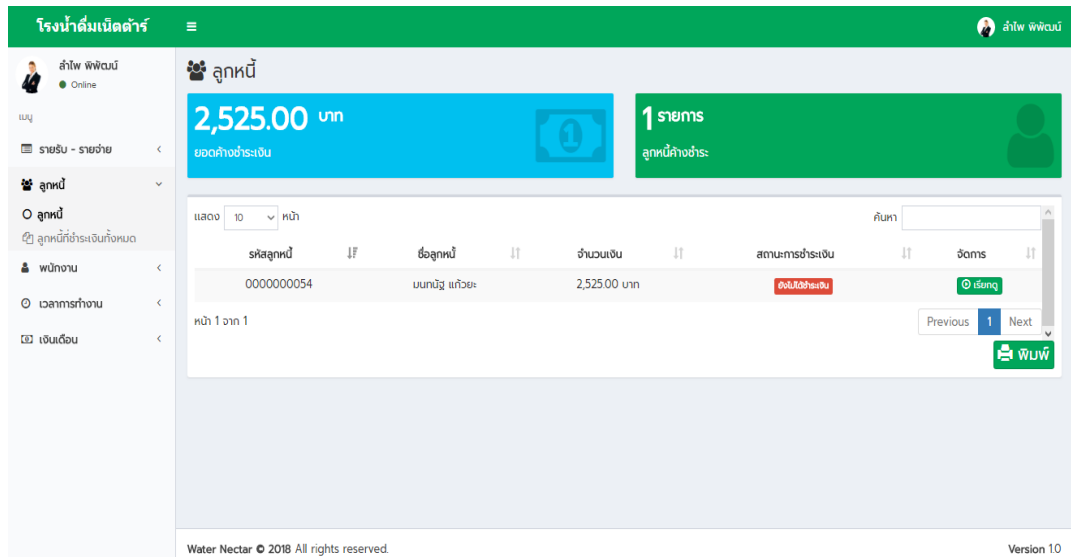 โรงน้ำดื่มเน็ตต้าร์
ลำไพ พิพัฒน์
ลำไพ พิพัฒน์
Online
เมนู
รายรับ - รายจ่าย
ลูกหนี้
ลูกหนี้
ลูกหนี้ที่ชำระเงินทั้งหมด
พนักงาน
เวลาการทำงาน
เงินเดือน
ลูกหนี้
2,525.00 บาท
ยอดค้างชำระเงิน
1 รายการ
ลูกหนี้ค้างชำระ
แสดง 10 หน้า ค้นหา
รหัสลูกหนี้ ชื่อลูกหนี้ จำนวนเงิน สถานะการชำระเงิน จัดการ
0000000054 มนทณัฐ แก้วยะ 2,525.00 บาท ยังไม่ได้ชำระเงิน เรียกดู
หน้า 1 จาก 1 Previous 1 Next
พิมพ์
Water Nectar © 2018 All rights reserved. Version 1.0